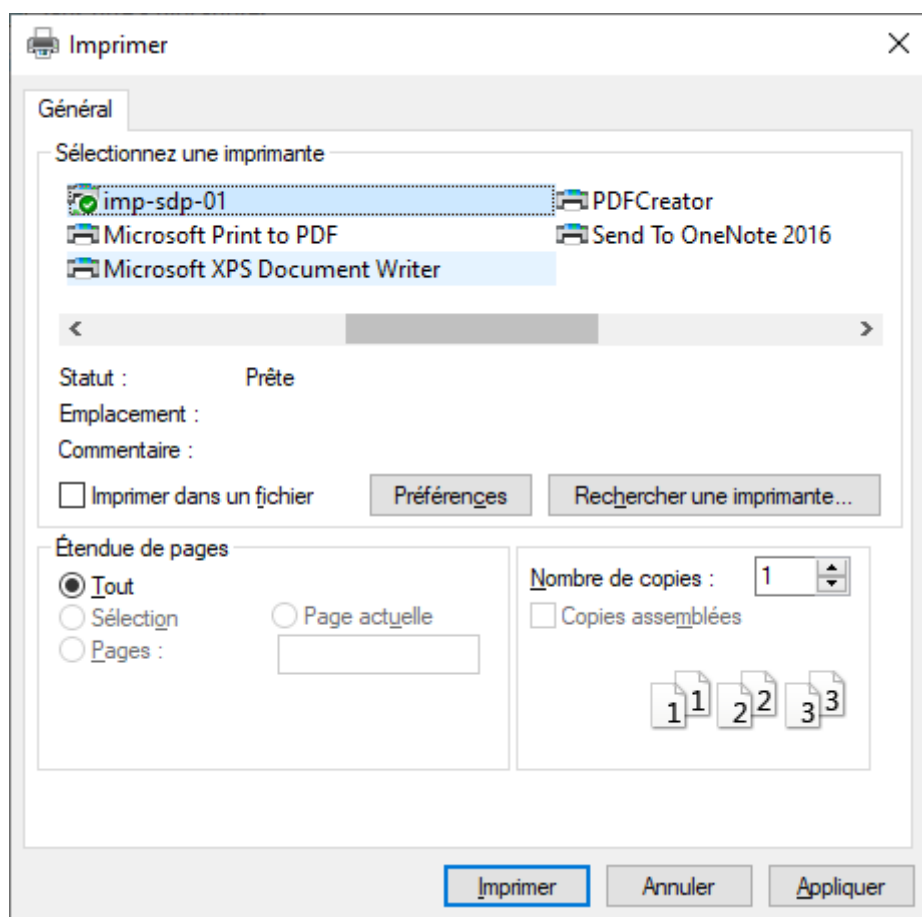 Imprimer
Général
Sélectionnez une imprimante
imp-sdp-01 PDFCreator
Microsoft Print to PDF Send To OneNote 2016
Microsoft XPS Document Writer
Statut : Prête
Emplacement :
Commentaire :
Imprimer dans un fichier Préférences Rechercher une imprimante...
Étendue de pages
Tout
Sélection Page actuelle
Pages :
Nombre de copies : 1
Copies assemblées
1 1 2 2 3 3
Imprimer Annuler Appliquer